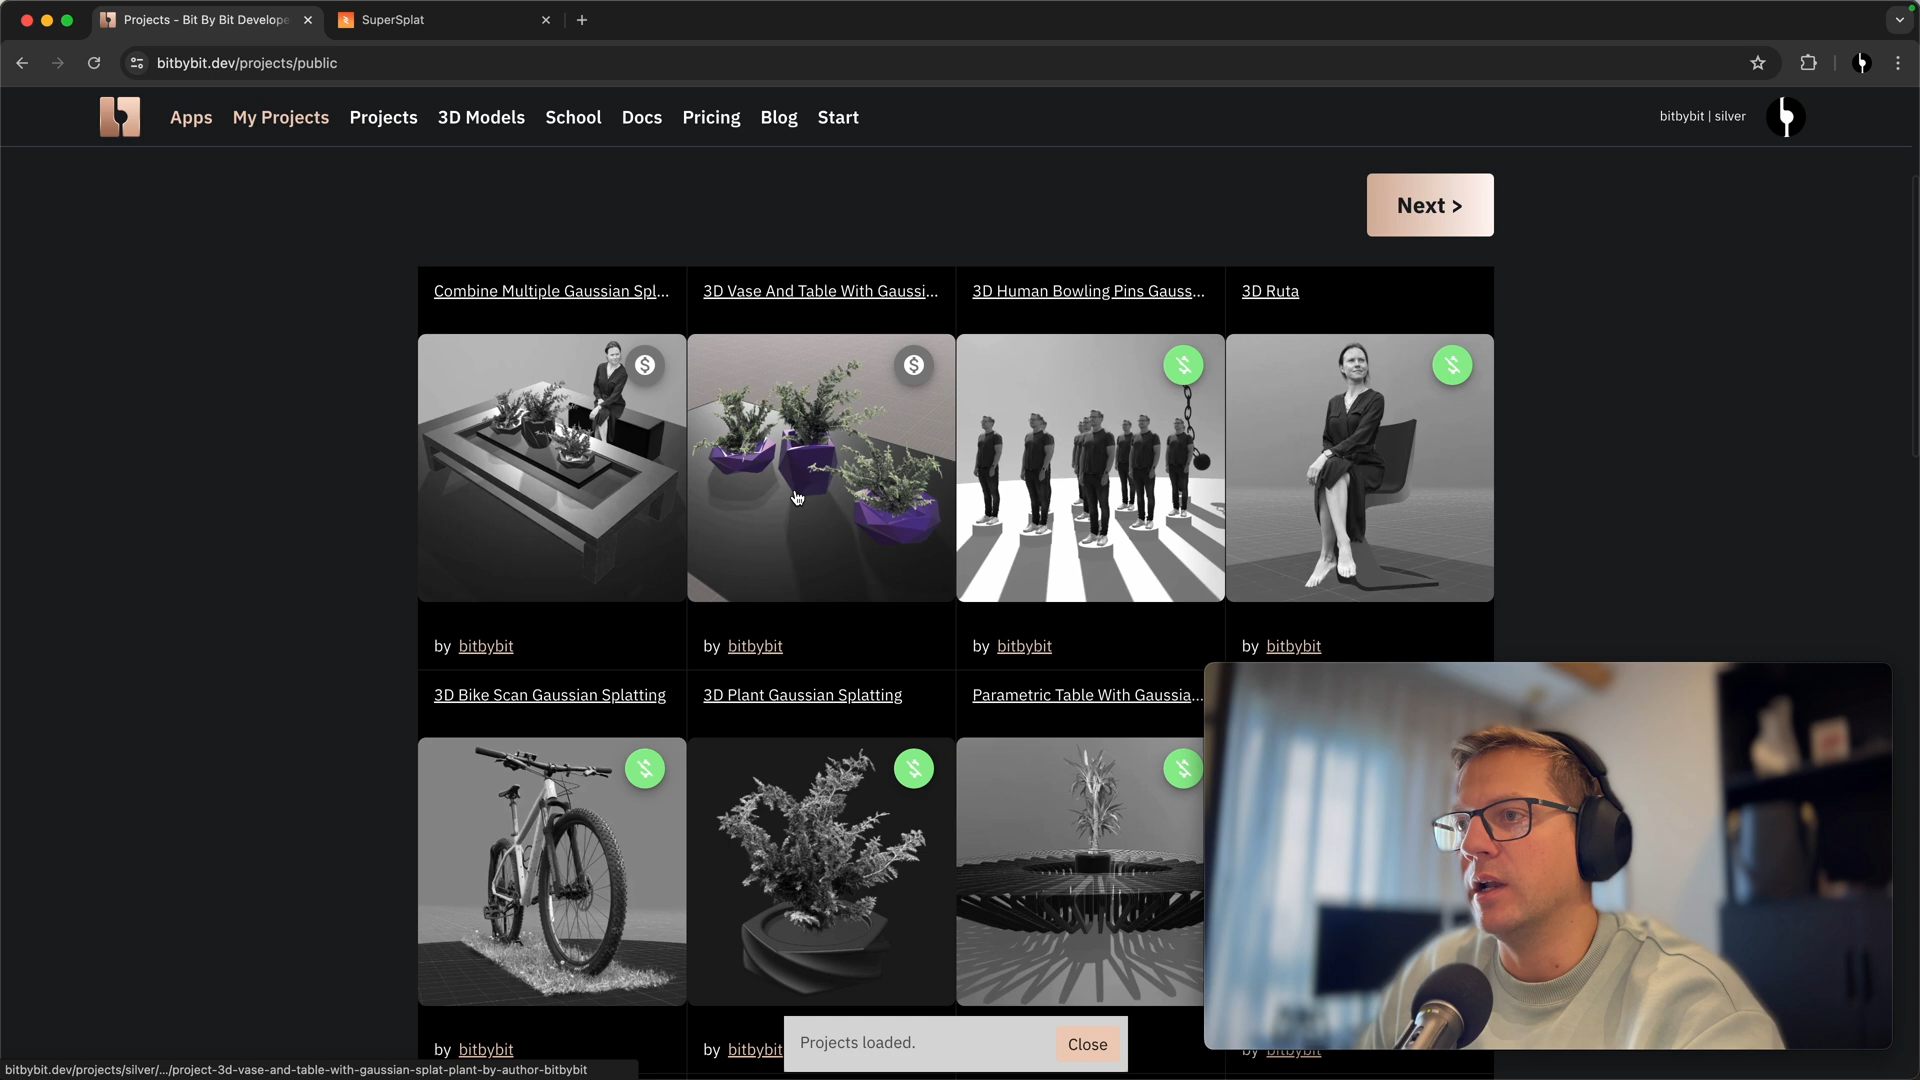 Projects - Bit By Bit Develope
SuperSplat
bitbybit.dev/projects/public
Apps My Projects Projects 3D Models School Docs Pricing Blog Start
bitbybit | silver
Next >
Combine Multiple Gaussian Spl...
3D Vase And Table With Gaussi...
3D Human Bowling Pins Gauss...
3D Ruta
by bitbybit
by bitbybit
by bitbybit
by bitbybit
3D Bike Scan Gaussian Splatting
3D Plant Gaussian Splatting
Parametric Table With Gaussia...
by bitbybit
by bitbybit
bitbybit
Projects loaded.
Close
bitbybit.dev/projects/silver/.../project-3d-vase-and-table-with-gaussian-splat-plant-by-author-bitbybit